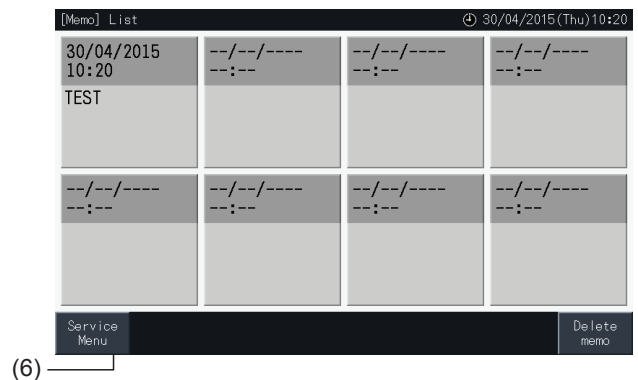 [Memo] List 30/04/2015(Thu)10:20
30/04/2015 --/--/---- --/--/---- --/--/----
10:20 --:-- --:-- --:--
TEST
--/--/---- --/--/---- --/--/---- --/--/----
--:-- --:-- --:-- --:--
Service Delete
Menu memo
(6)